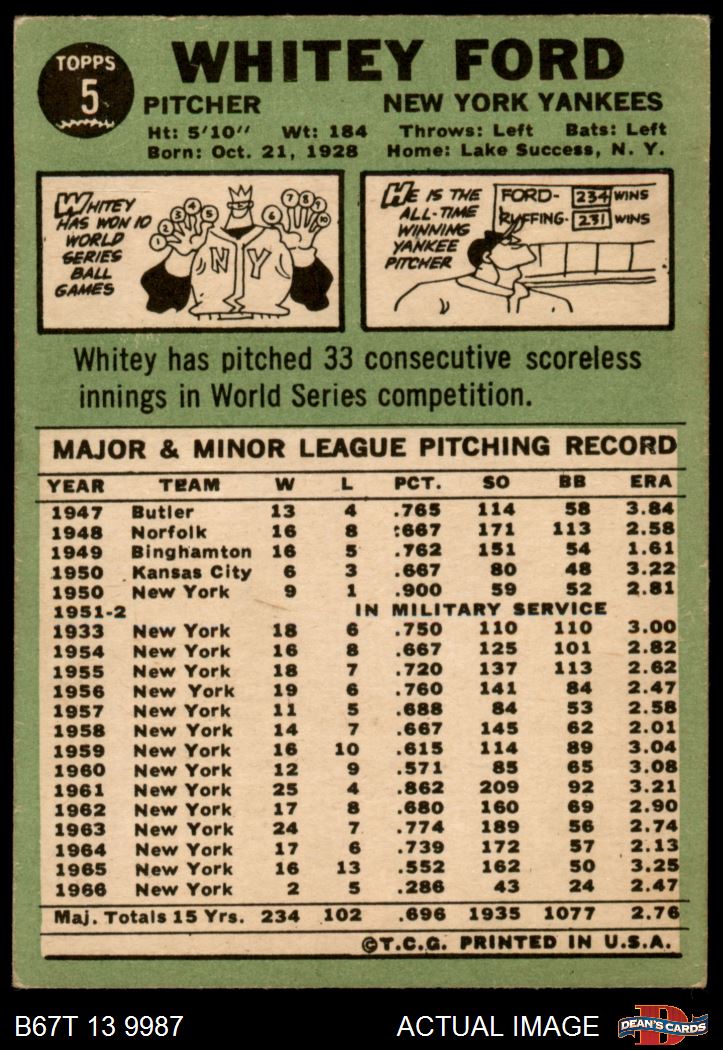 TOPPS
5
WHITEY FORD
PITCHER NEW YORK YANKEES
Ht: 5'10" Wt: 184 Throws: Left Bats: Left
Born: Oct. 21, 1928 Home: Lake Success, N. Y.
WHITEY
HAS WON 10
WORLD
SERIES
BALL
GAMES
1 2 3 4 5 6 7 8 9 10
N Y
HE IS THE
ALL-TIME
WINNING
YANKEE
PITCHER
FORD- 234 WINS
RUFFING- 231 WINS
Whitey has pitched 33 consecutive scoreless
innings in World Series competition.
MAJOR & MINOR LEAGUE PITCHING RECORD
YEAR TEAM W L PCT. SO BB ERA
1947 Butler 13 4 .765 114 58 3.84
1948 Norfolk 16 8 .667 171 113 2.58
1949 Binghamton 16 5 .762 151 54 1.61
1950 Kansas City 6 3 .667 80 48 3.22
1950 New York 9 1 .900 59 52 2.81
1951-2 IN MILITARY SERVICE
1933 New York 18 6 .750 110 110 3.00
1954 New York 16 8 .667 125 101 2.82
1955 New York 18 7 .720 137 113 2.62
1956 New York 19 6 .760 141 84 2.47
1957 New York 11 5 .688 84 53 2.58
1958 New York 14 7 .667 145 62 2.01
1959 New York 16 10 .615 114 89 3.04
1960 New York 12 9 .571 85 65 3.08
1961 New York 25 4 .862 209 92 3.21
1962 New York 17 8 .680 160 69 2.90
1963 New York 24 7 .774 189 56 2.74
1964 New York 17 6 .739 172 57 2.13
1965 New York 16 13 .552 162 50 3.25
1966 New York 2 5 .286 43 24 2.47
Maj. Totals 15 Yrs. 234 102 .696 1935 1077 2.76
©T.C.G. PRINTED IN U.S.A.
B67T 13 9987 ACTUAL IMAGE D DEAN'S CARDS